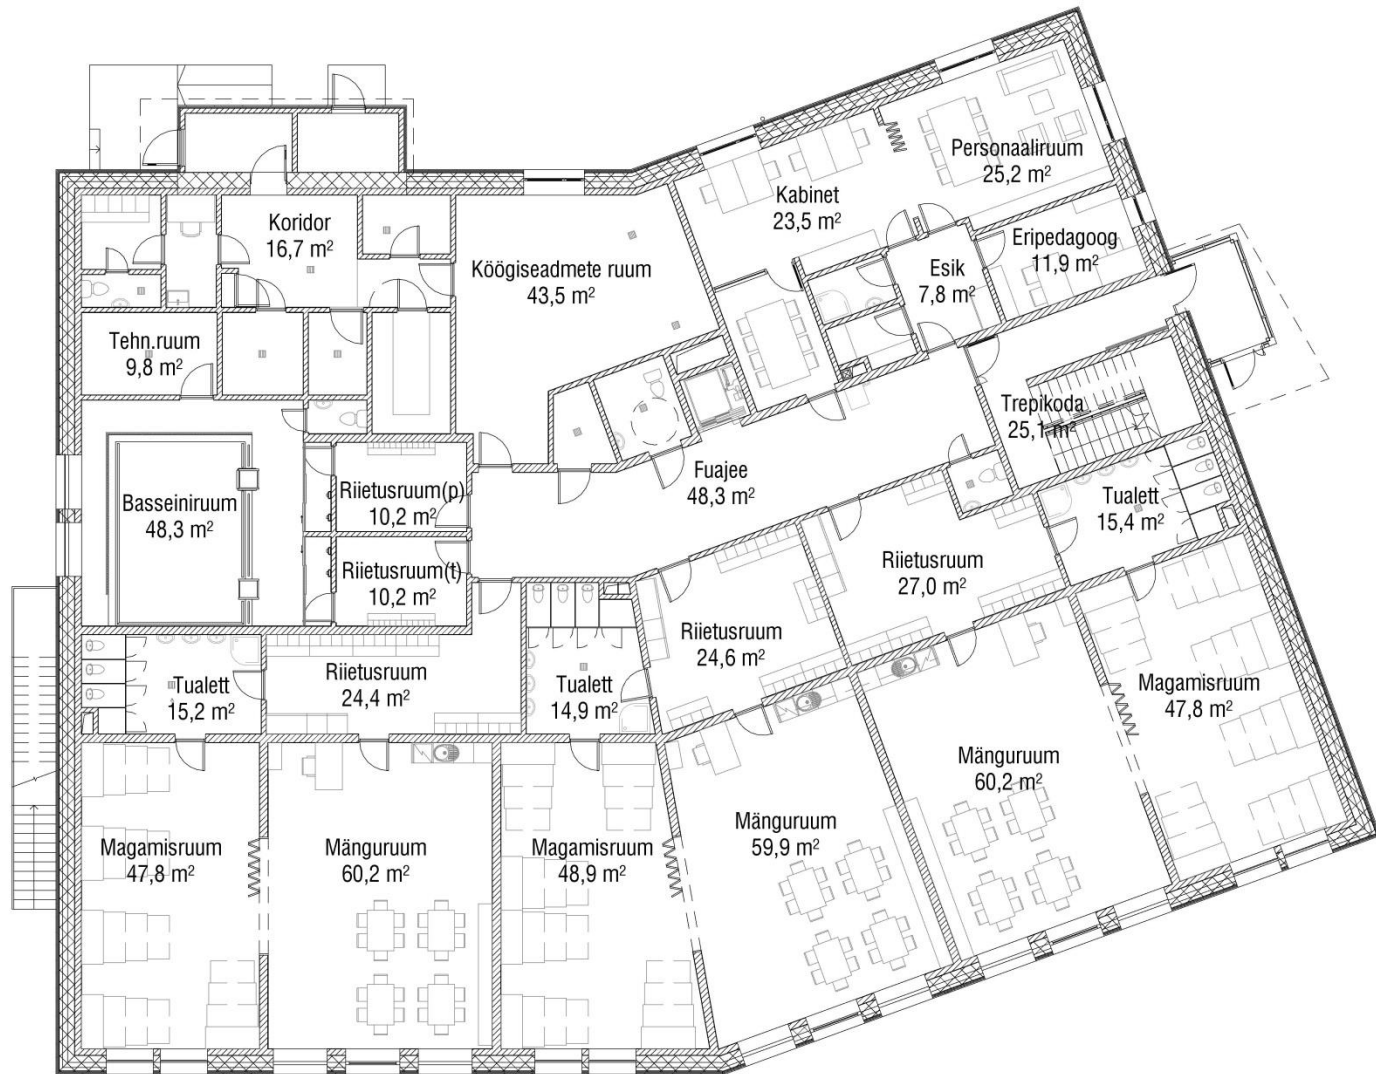 Personaaliruum
25,2 m²
Kabinet
23,5 m²
Koridor
16,7 m²
Eripedagoog
11,9 m²
Esik
7,8 m²
Köögiseadmete ruum
43,5 m²
Tehn.ruum
9,8 m²
Trepikoda
25,1 m²
Fuajee
48,3 m²
Riietusruum(p)
10,2 m²
Basseiniruum
48,3 m²
Tualett
15,4 m²
Riietusruum(t)
10,2 m²
Riietusruum
27,0 m²
Riietusruum
24,6 m²
Riietusruum
24,4 m²
Tualett
15,2 m²
Tualett
14,9 m²
Magamisruum
47,8 m²
Mänguruum
60,2 m²
Mänguruum
59,9 m²
Magamisruum
47,8 m²
Mänguruum
60,2 m²
Magamisruum
48,9 m²